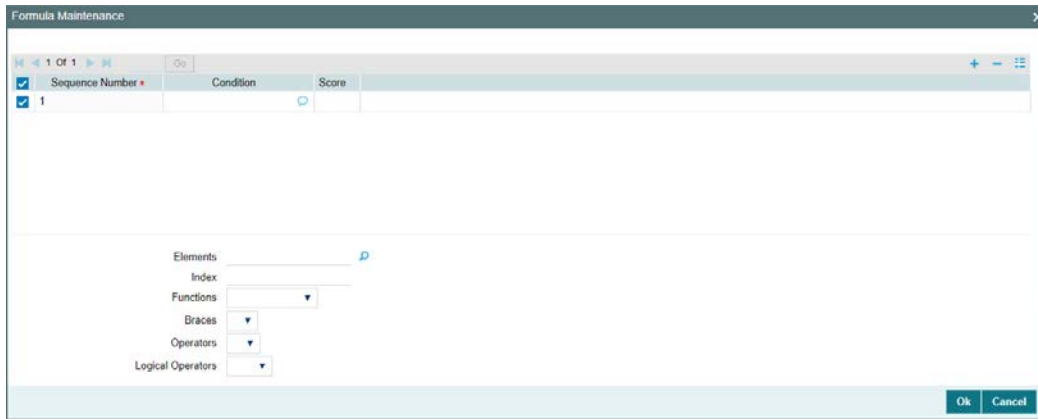 Formula Maintenance
1 Of 1 Go
Sequence Number * Condition Score
1
Elements
Index
Functions
Braces
Operators
Logical Operators
Ok Cancel